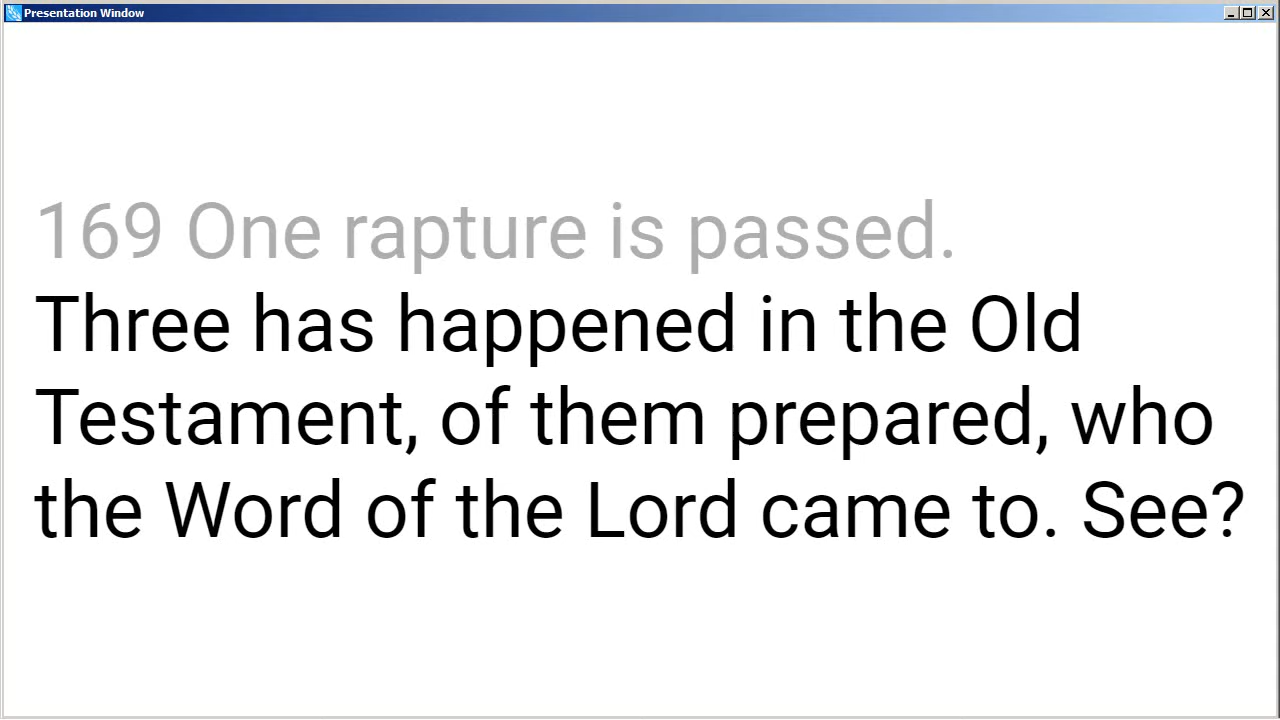 Presentation Window
169 One rapture is passed.
Three has happened in the Old
Testament, of them prepared, who
the Word of the Lord came to. See?